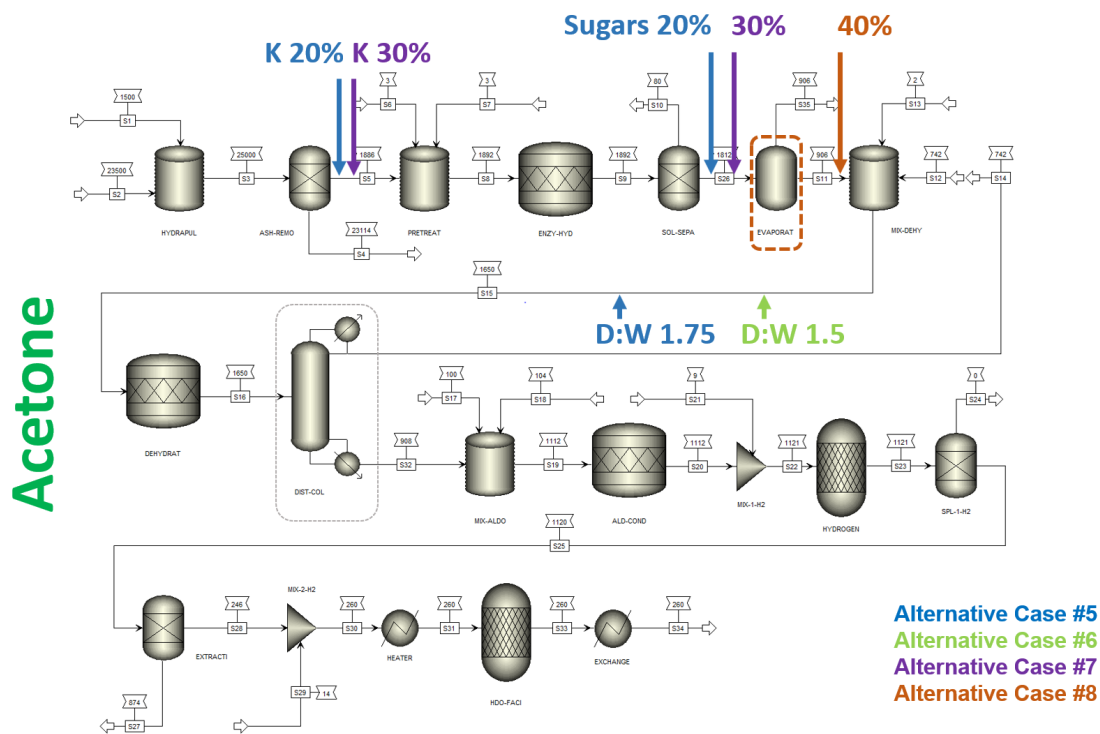 Sugars 20% 30% 40%
K 20% K 30%
1500
S1
3
S6
3
S7
80
S10
906
S35
2
S13
23500
S2
25000
S3
1886
S5
1892
S8
1892
S9
1812
S26
906
S11
742
S12
742
S14
HYDRAPUL
ASH-REMO
PRETREAT
ENZY-HYD
SOL-SEPA
EVAPORAT
MIX-DEHY
23114
S4
1650
S15
D:W 1.75
D:W 1.5
Acetone
1650
S16
100
S17
104
S18
9
S21
0
S24
908
S32
1112
S19
1112
S20
1121
S22
1121
S23
DEHYDRAT
DIST-COL
MIX-ALDO
ALD-COND
MIX-1-H2
HYDROGEN
SPL-1-H2
1120
S25
MIX-2-H2
246
S28
260
S30
260
S31
260
S33
260
S34
EXTRACTI
HEATER
EXCHANGE
HDO-FACI
S29
14
874
S27
Alternative Case #5
Alternative Case #6
Alternative Case #7
Alternative Case #8